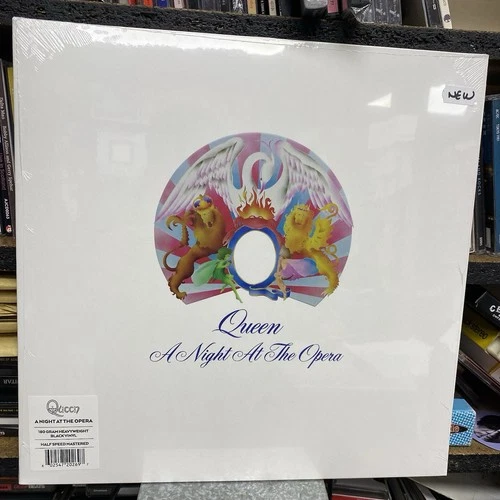 NEW
Queen
A Night At The Opera
Queen
A NIGHT AT THE OPERA
180 GRAM HEAVYWEIGHT
BLACK VINYL
HALF SPEED MASTERED